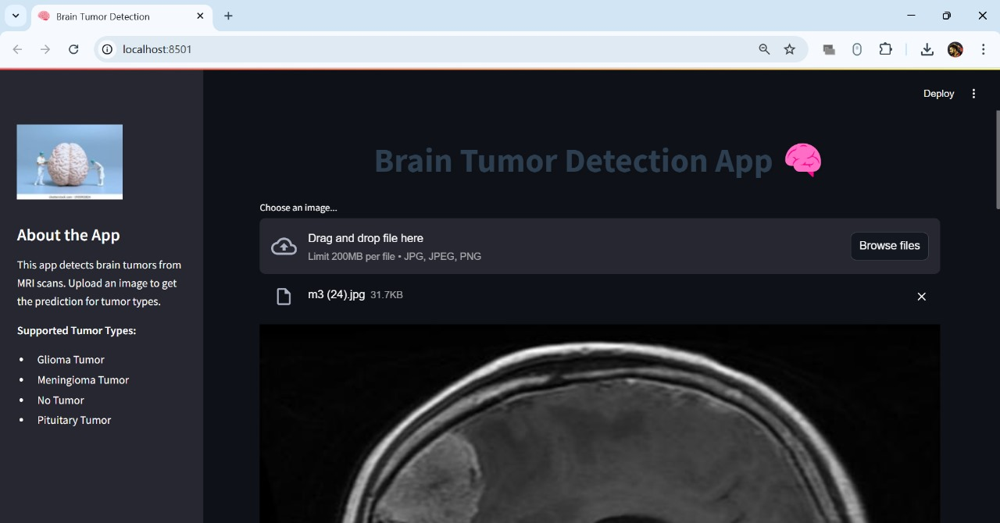 Brain Tumor Detection
localhost:8501
Deploy
About the App
This app detects brain tumors from
MRI scans. Upload an image to get
the prediction for tumor types.
Supported Tumor Types:
• Glioma Tumor
• Meningioma Tumor
• No Tumor
• Pituitary Tumor
Brain Tumor Detection App
Choose an image...
Drag and drop file here
Limit 200MB per file • JPG, JPEG, PNG
Browse files
m3 (24).jpg 31.7KB